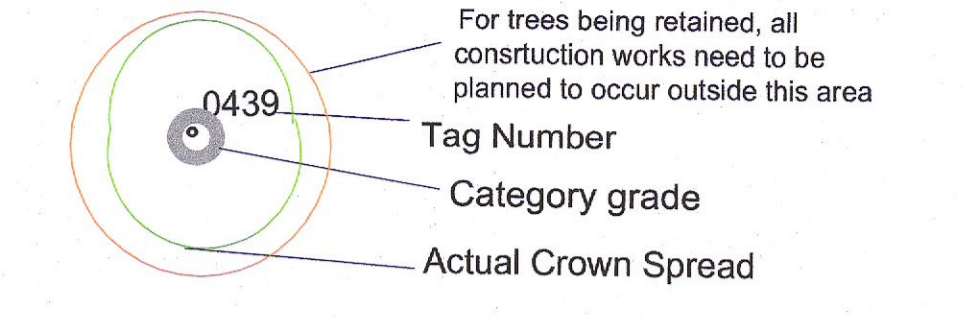 For trees being retained, all
consrtuction works need to be
planned to occur outside this area
0439
Tag Number
Category grade
Actual Crown Spread